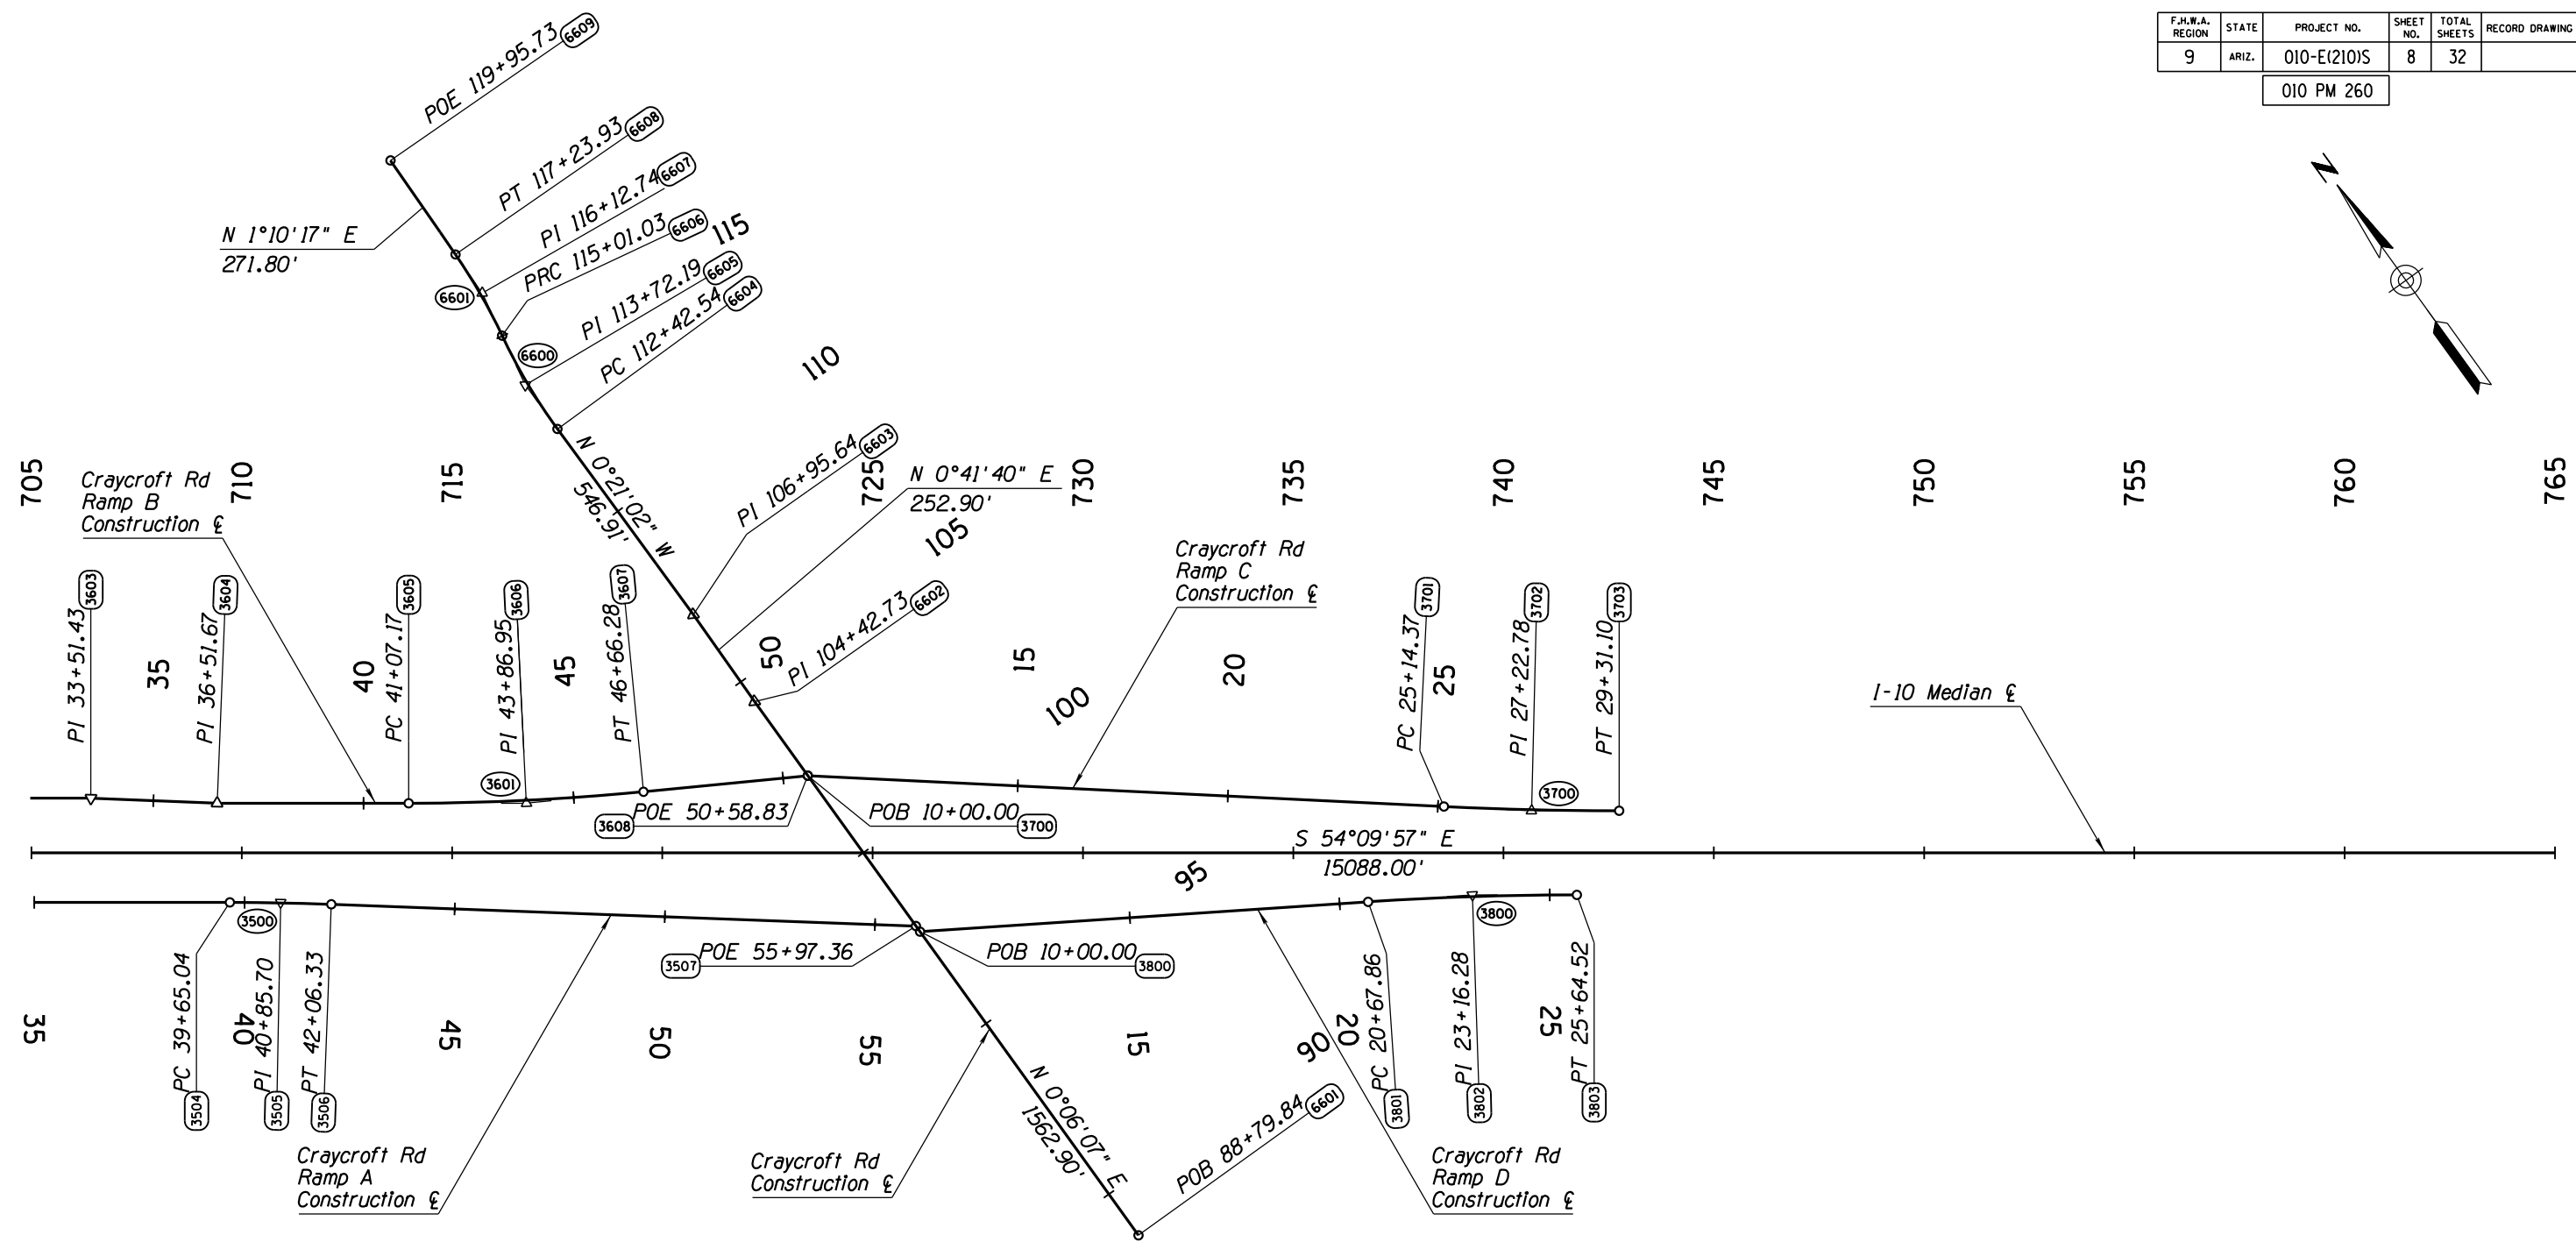 F.H.W.A. REGION STATE PROJECT NO. SHEET NO. TOTAL SHEETS RECORD DRAWING
9 ARIZ. 010-E(210)S 8 32
010 PM 260
N
POE 119+95.73 6609
PT 117+23.93 6608
PI 116+12.74 6607
PRC 115+01.03 6606
115
PI 113+72.19 6605
PC 112+42.54 6604
N 1°10'17" E
271.80'
6601
6600
110
N 0°21'02" W
546.91'
PI 106+95.64 6603
N 0°41'40" E
252.90'
105
PI 104+42.73 6602
100
705
710
715
725
730
735
740
745
750
755
760
765
Craycroft Rd
Ramp B
Construction ℄
Craycroft Rd
Ramp C
Construction ℄
PI 33+51.43 3603
35
PI 36+51.67 3604
40
PC 41+07.17 3605
PI 43+86.95 3606
45
PT 46+66.28 3607
50
15
20
PC 25+14.37 3701
25
PI 27+22.78 3702
PT 29+31.10 3703
I-10 Median ℄
3601
3700
3608 POE 50+58.83
POB 10+00.00 3700
S 54°09'57" E
15088.00'
95
3500
3800
3507 POE 55+97.36
POB 10+00.00 3800
35
PC 39+65.04 3504
40
PI 40+85.70 3505
PT 42+06.33 3506
45
50
55
15
90
20
PC 20+67.86 3801
PI 23+16.28 3802
25
PT 25+64.52 3803
N 0°06'07" E
1562.90'
POB 88+79.84 6601
Craycroft Rd
Ramp A
Construction ℄
Craycroft Rd
Construction ℄
Craycroft Rd
Ramp D
Construction ℄